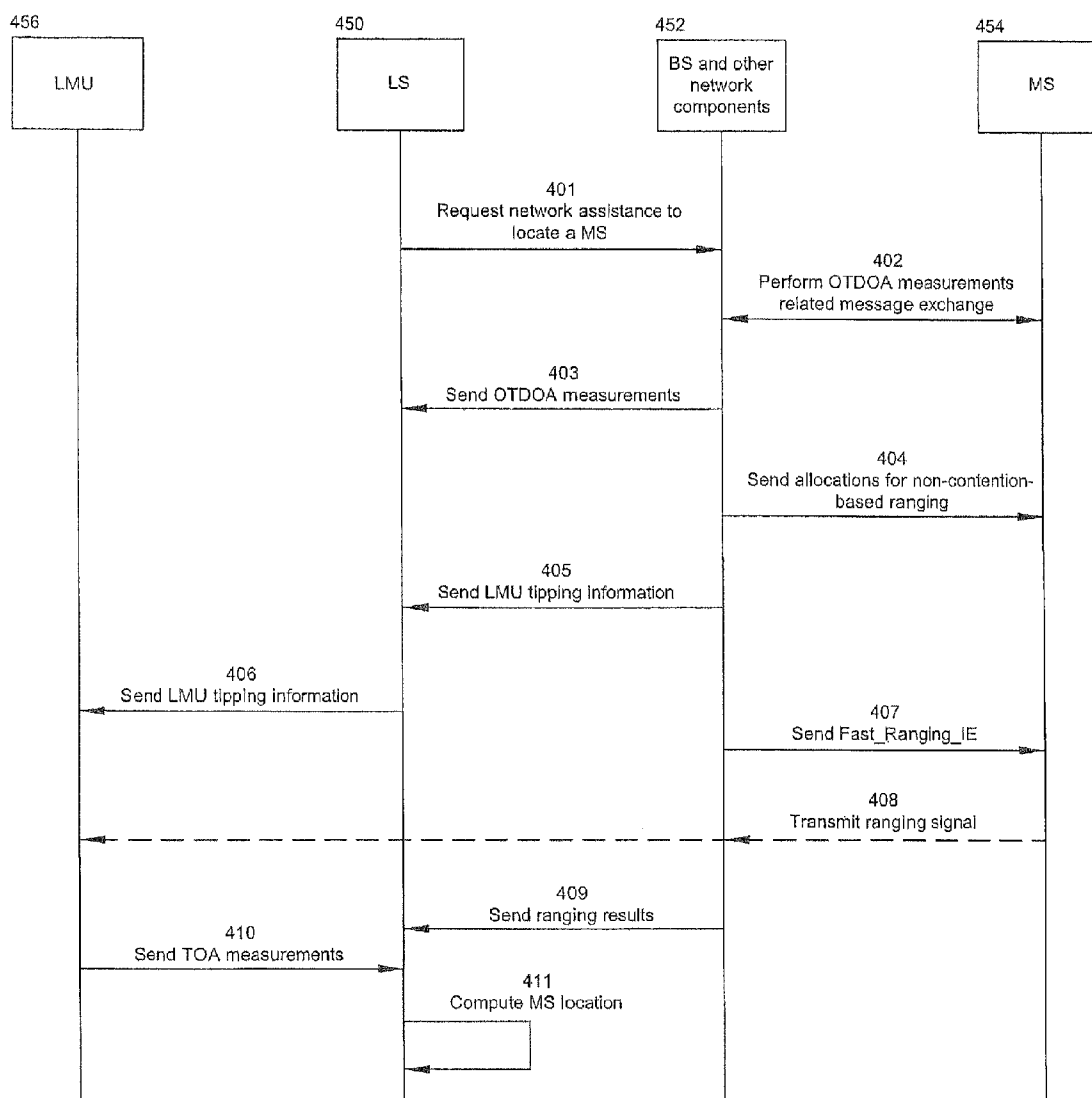 456
450
452
454
LMU
LS
BS and other
network
components
MS
401
Request network assistance to
locate a MS
402
Perform OTDOA measurements
related message exchange
403
Send OTDOA measurements
404
Send allocations for non-contention-
based ranging
405
Send LMU tipping information
406
Send LMU tipping information
407
Send Fast_Ranging_IE
408
Transmit ranging signal
409
Send ranging results
410
Send TOA measurements
411
Compute MS location